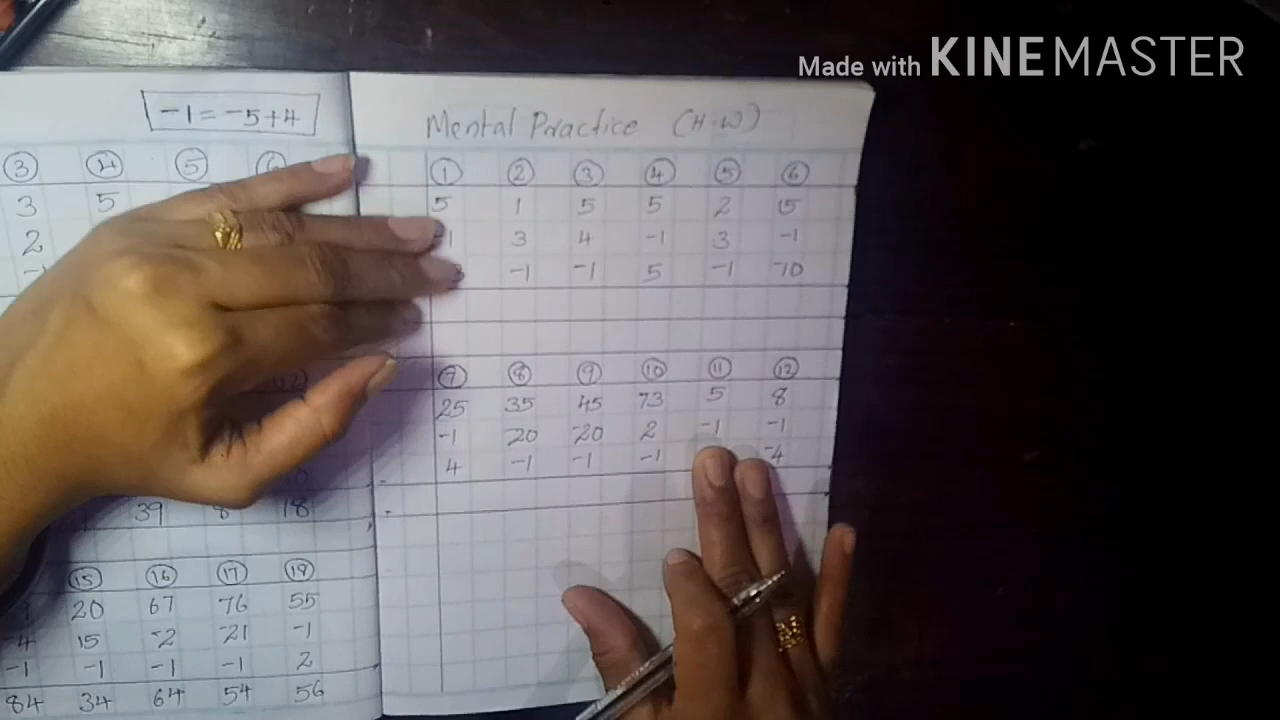 Made with KINEMASTER
-1 = -5+4
③ ④ ⑤
3 5
2
84 34 64 54 56
39 8 18
⑮ ⑯ ⑰ ⑱
20 67 76 55
-4 15 -2 -21 -1
-1 -1 -1 -1 2
Mental Practice (H.W)
① ② ③ ④ ⑤ ⑥
5 1 5 5 2 15
-1 3 4 -1 3 -1
-1 -1 5 -1 -10
⑦ ⑧ ⑨ ⑩ ⑪ ⑫
25 35 45 73 5 8
-1 20 -20 2 -1 -1
4 -1 -1 -1 -4